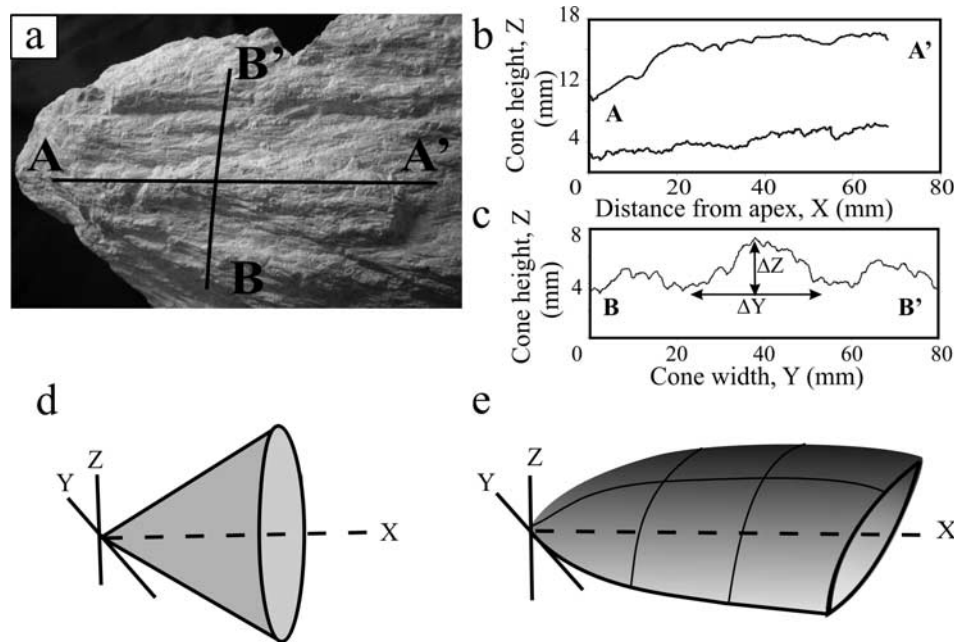 a
A
A'
B'
B
b
Cone height, Z
(mm)
18
12
4
A
A'
0
20
40
60
80
Distance from apex, X (mm)
c
Cone height, Z
(mm)
8
4
0
B
B'
ΔZ
ΔY
0
20
40
60
80
Cone width, Y (mm)
d
Z
Y
X
e
Z
Y
X